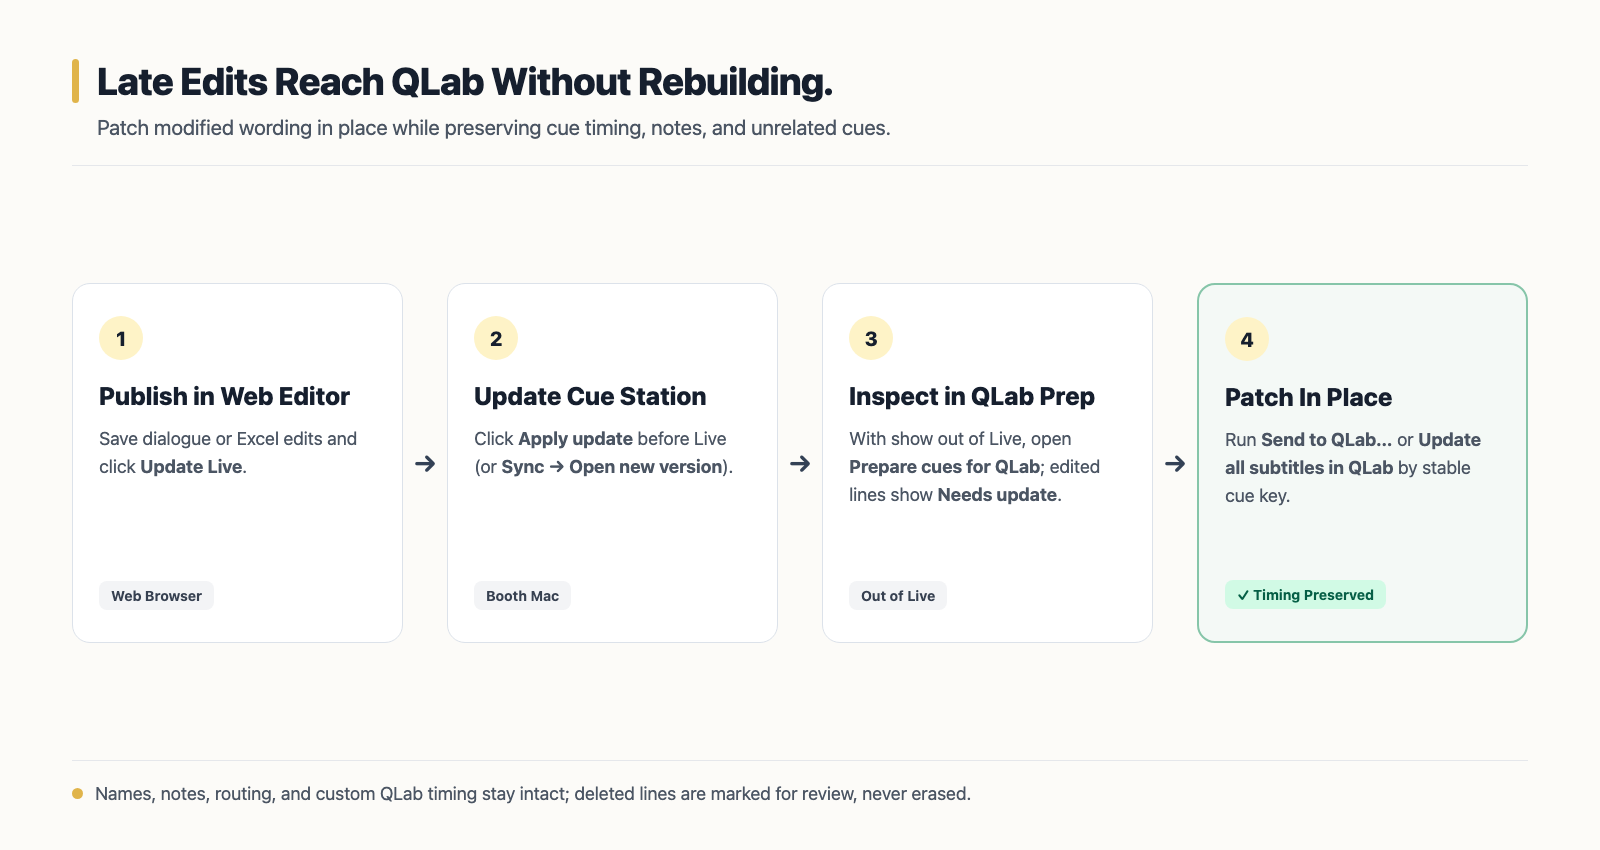 Late Edits Reach QLab Without Rebuilding.
Patch modified wording in place while preserving cue timing, notes, and unrelated cues.
1
Publish in Web Editor
Save dialogue or Excel edits and
click Update Live.
Web Browser
2
Update Cue Station
Click Apply update before Live
(or Sync → Open new version).
Booth Mac
3
Inspect in QLab Prep
With show out of Live, open
Prepare cues for QLab; edited
lines show Needs update.
Out of Live
4
Patch In Place
Run Send to QLab... or Update
all subtitles in QLab by stable
cue key.
✓ Timing Preserved
Names, notes, routing, and custom QLab timing stay intact; deleted lines are marked for review, never erased.